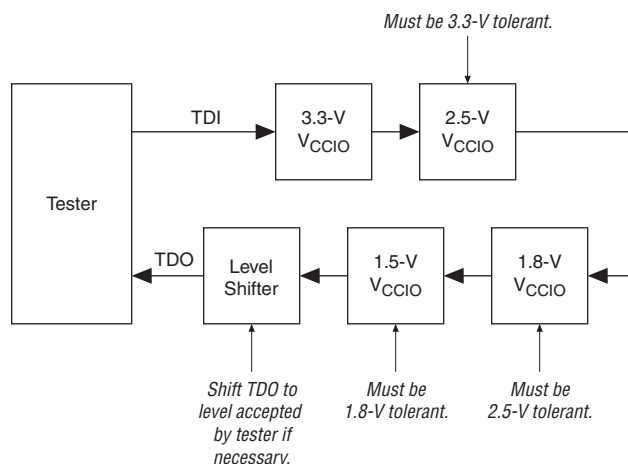 Must be 3.3-V tolerant.
TDI
3.3-V
VCCIO
2.5-V
VCCIO
Tester
TDO
Level
Shifter
1.5-V
VCCIO
1.8-V
VCCIO
Shift TDO to
level accepted
by tester if
necessary.
Must be
1.8-V tolerant.
Must be
2.5-V tolerant.